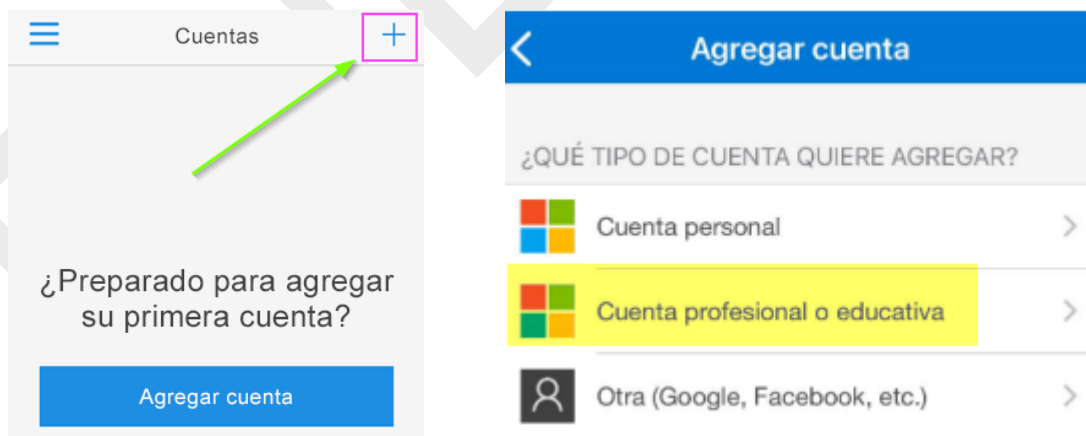 Cuentas
¿Preparado para agregar
su primera cuenta?
Agregar cuenta
Agregar cuenta
¿QUÉ TIPO DE CUENTA QUIERE AGREGAR?
Cuenta personal
Cuenta profesional o educativa
Otra (Google, Facebook, etc.)